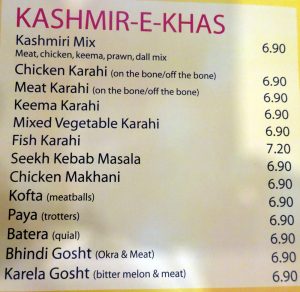 KASHMIR-E-KHAS
Kashmiri Mix 6.90
Meat, chicken, keema, prawn, dall mix
Chicken Karahi (on the bone/off the bone) 6.90
Meat Karahi (on the bone/off the bone) 6.90
Keema Karahi 6.90
Mixed Vegetable Karahi 6.90
Fish Karahi 7.20
Seekh Kebab Masala 6.90
Chicken Makhani 6.90
Kofta (meatballs) 6.90
Paya (trotters) 6.90
Batera (quial) 6.90
Bhindi Gosht (Okra & Meat) 6.90
Karela Gosht (bitter melon & meat) 6.90